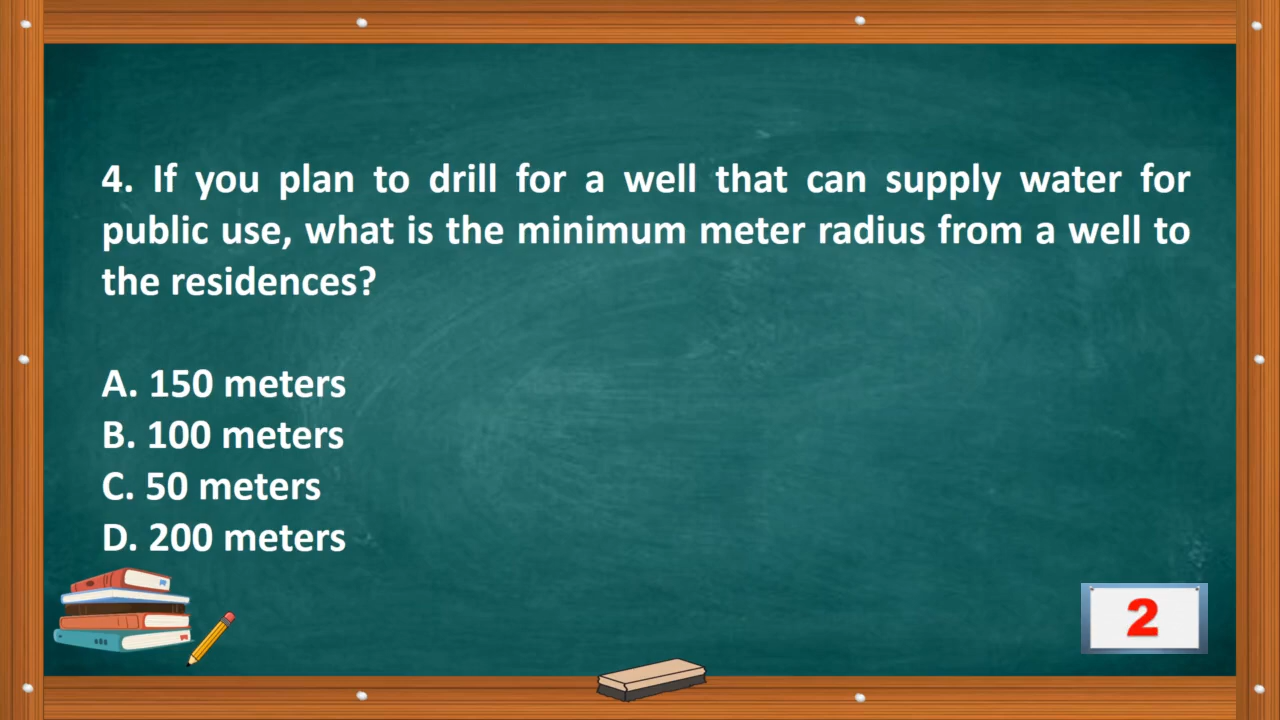 4. If you plan to drill for a well that can supply water for
public use, what is the minimum meter radius from a well to
the residences?
A. 150 meters
B. 100 meters
C. 50 meters
D. 200 meters
2